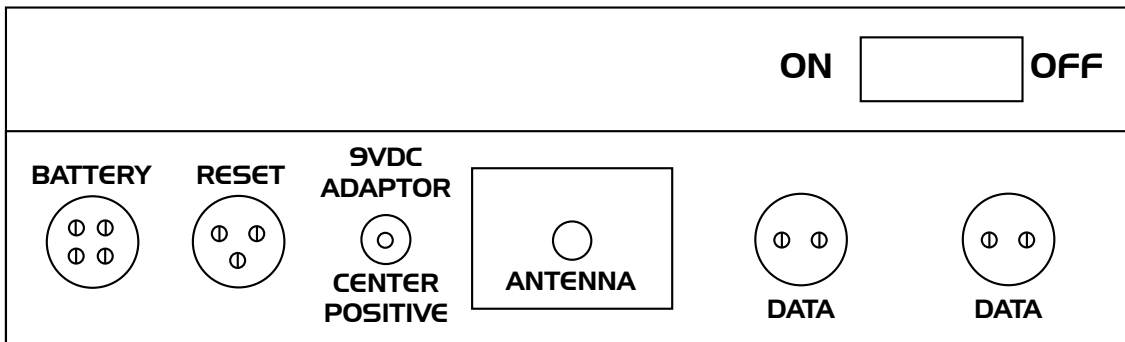 ON OFF
BATTERY
RESET
9VDC
ADAPTOR
CENTER
POSITIVE
ANTENNA
DATA
DATA